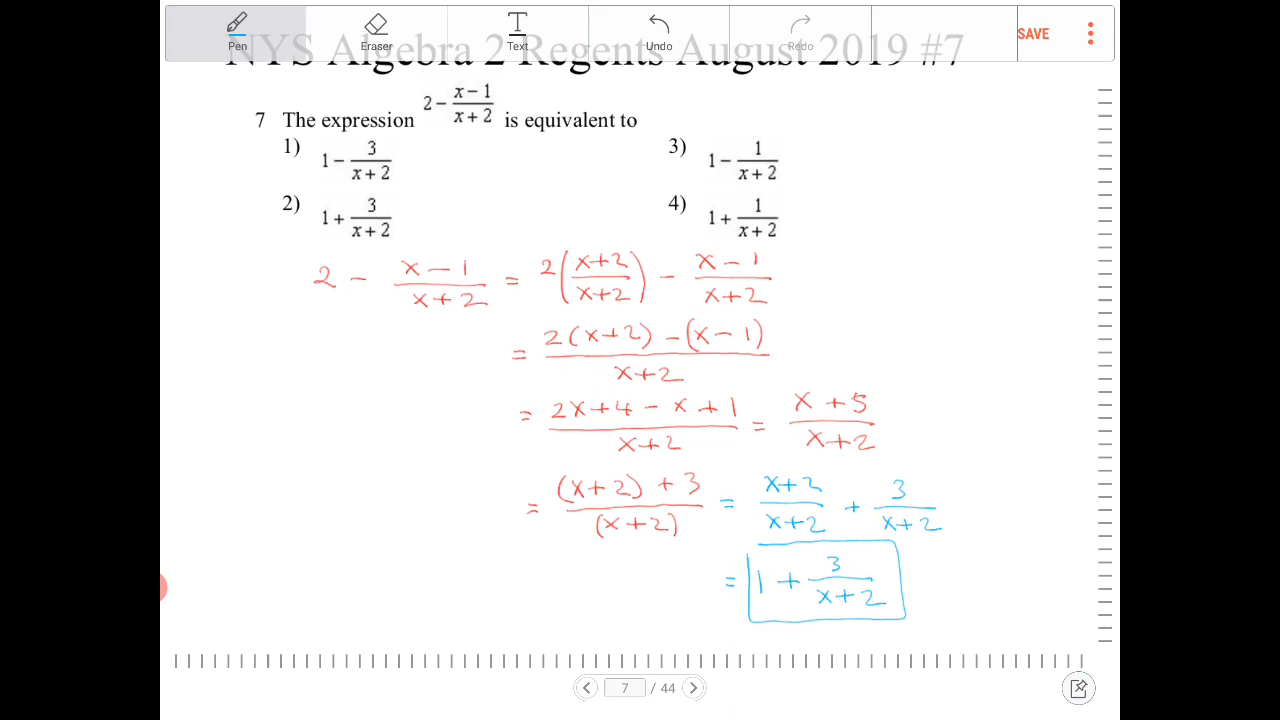 Pen Eraser Text Undo Redo SAVE
NYS Algebra 2 Regents August 2019 #7
7 The expression 2 − (x − 1)/(x + 2) is equivalent to
1) 1 − 3/(x + 2) 3) 1 − 1/(x + 2)
2) 1 + 3/(x + 2) 4) 1 + 1/(x + 2)
2 − (x − 1)/(x + 2) = 2((x+2)/(x+2)) − (x − 1)/(x+2)
= (2(x+2) − (x − 1))/(x+2)
= (2x+4 − x + 1)/(x+2) = (x + 5)/(x+2)
= ((x+2) + 3)/((x+2)) = (x+2)/(x+2) + 3/(x+2)
= 1 + 3/(x+2)
7 / 44